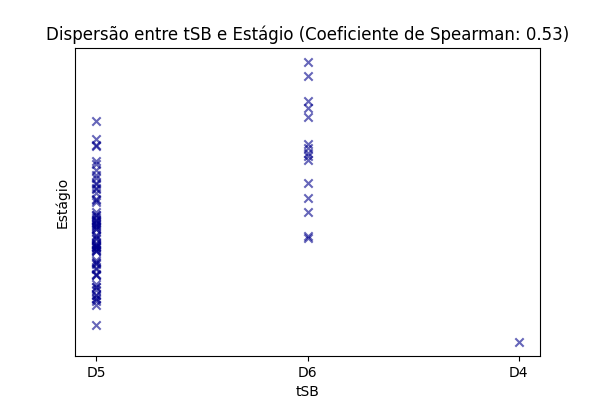 Dispersão entre tSB e Estágio (Coeficiente de Spearman: 0.53)
Estágio
D5 D6 D4
tSB